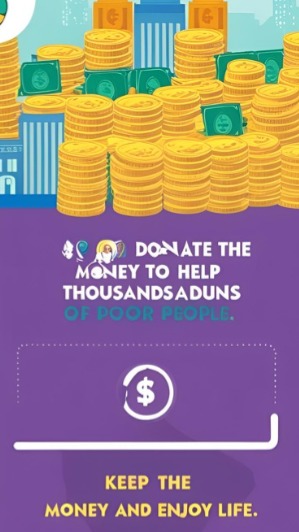 DONATE THE
MONEY TO HELP
THOUSANDSADUNS
OF POOR PEOPLE.
$
KEEP THE
MONEY AND ENJOY LIFE.